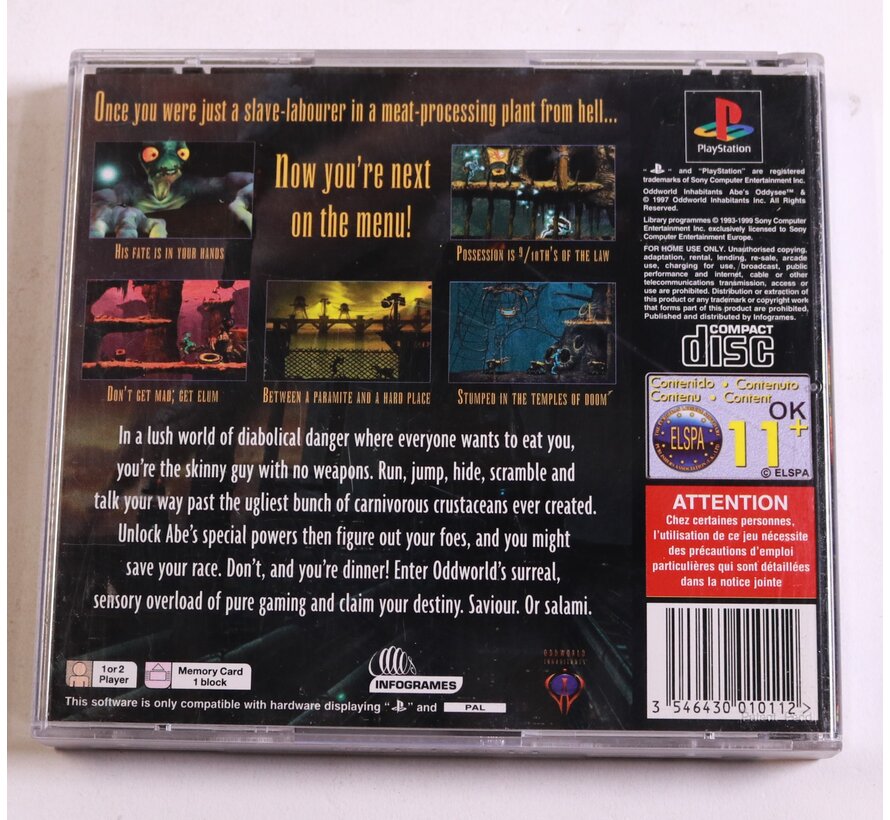 Once you were just a slave-labourer in a meat-processing plant from hell...
Now you're next
on the menu!
His fate is in your hands
Possession is 9/10th's of the law
Don't get mad; get elum
Between a paramite and a hard place
Stumped in the temples of doom
In a lush world of diabolical danger where everyone wants to eat you,
you're the skinny guy with no weapons. Run, jump, hide, scramble and
talk your way past the ugliest bunch of carnivorous crustaceans ever created.
Unlock Abe's special powers then figure out your foes, and you might
save your race. Don't, and you're dinner! Enter Oddworld's surreal,
sensory overload of pure gaming and claim your destiny. Saviour. Or salami.
1 or 2
Player
Memory Card
1 block
INFOGRAMES
ODDWORLD
INHABITANTS
This software is only compatible with hardware displaying " " and PAL
PlayStation
" " and "PlayStation" are registered
trademarks of Sony Computer Entertainment Inc.
Oddworld Inhabitants Abe's Oddysee™ &
© 1997 Oddworld Inhabitants Inc. All Rights
Reserved.
Library programmes © 1993-1999 Sony Computer
Entertainment Inc. exclusively licensed to Sony
Computer Entertainment Europe.
FOR HOME USE ONLY. Unauthorised copying,
adaptation, rental, lending, re-sale, arcade
use, charging for use, broadcast, public
performance and internet, cable or other
telecommunications transmission, access or
use are prohibited. Distribution or extraction of
this product or any trademark or copyright work
that forms part of this product are prohibited.
Published and distributed by Infogrames.
COMPACT
disc
Contenido • Contenuto
Contenu • Content
ELSPA
OK
11+
© ELSPA
ATTENTION
Chez certaines personnes,
l'utilisation de ce jeu nécessite
des précautions d'emploi
particulières qui sont détaillées
dans la notice jointe
3 546430 010112 >